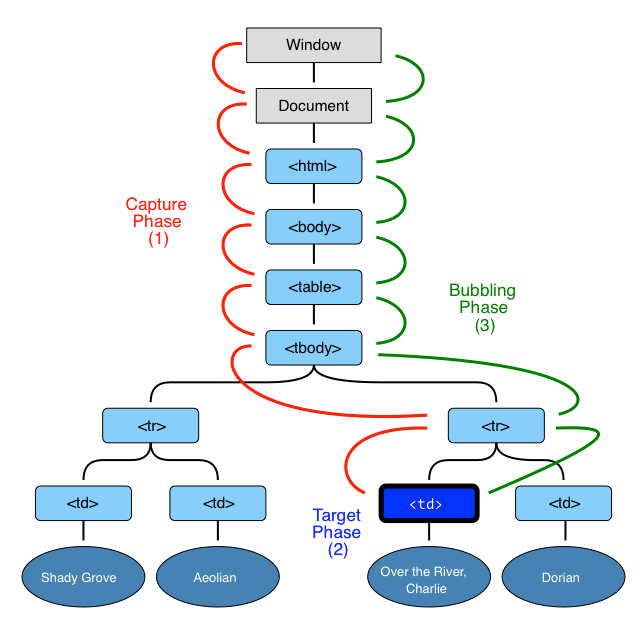 Window
Document
<html>
Capture
Phase
(1)
<body>
<table>
Bubbling
Phase
(3)
<tbody>
<tr>
<tr>
<td>
<td>
<td>
<td>
Target
Phase
(2)
Shady Grove
Aeolian
Over the River,
Charlie
Dorian